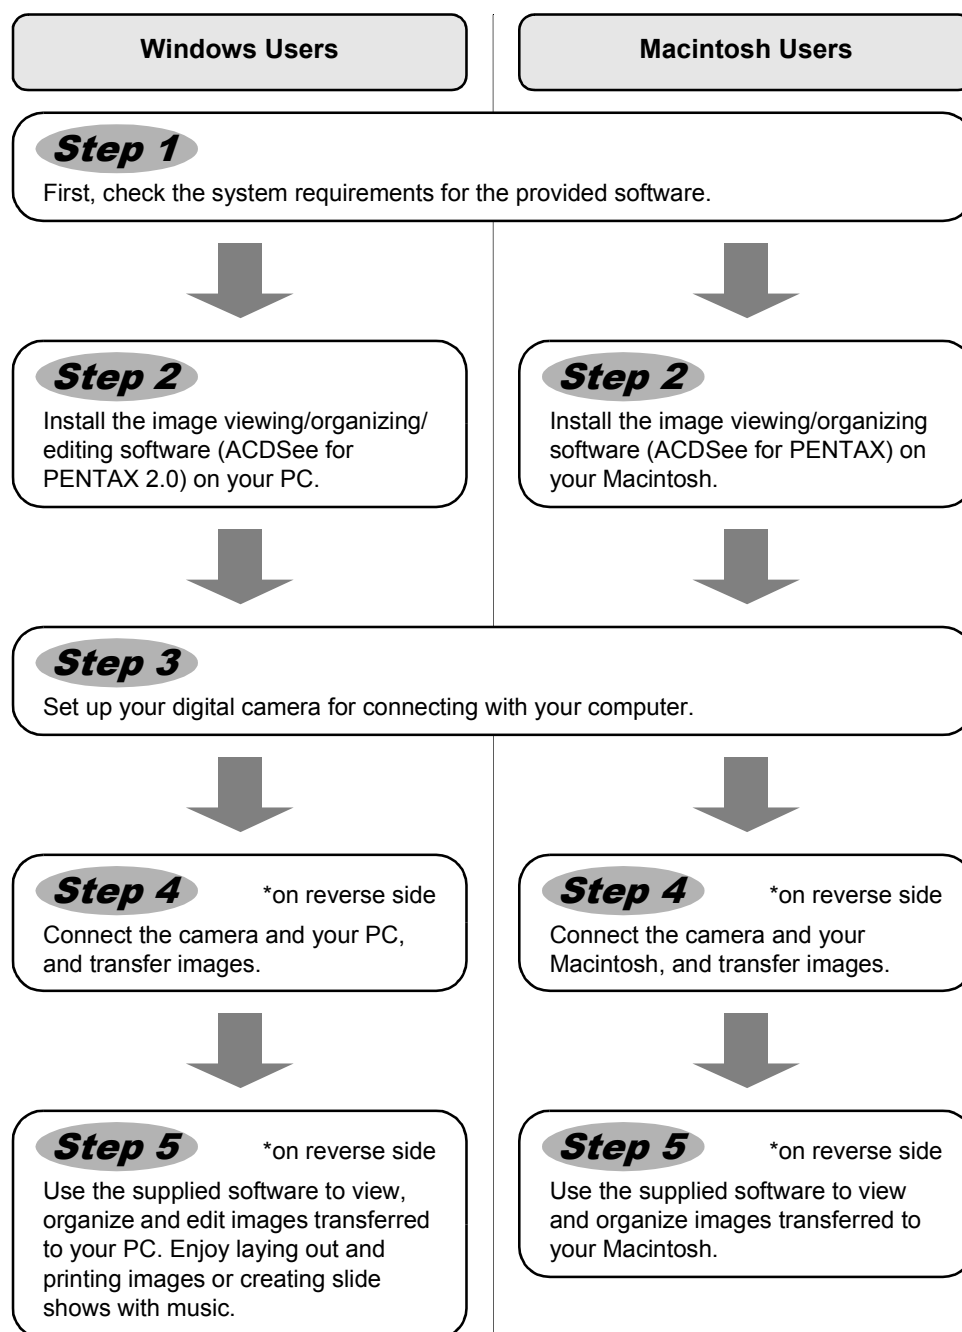 Windows Users
Macintosh Users
Step 1
First, check the system requirements for the provided software.
Step 2
Install the image viewing/organizing/
editing software (ACDSee for
PENTAX 2.0) on your PC.
Step 2
Install the image viewing/organizing
software (ACDSee for PENTAX) on
your Macintosh.
Step 3
Set up your digital camera for connecting with your computer.
Step 4 *on reverse side
Connect the camera and your PC,
and transfer images.
Step 4 *on reverse side
Connect the camera and your
Macintosh, and transfer images.
Step 5 *on reverse side
Use the supplied software to view,
organize and edit images transferred
to your PC. Enjoy laying out and
printing images or creating slide
shows with music.
Step 5 *on reverse side
Use the supplied software to view
and organize images transferred to
your Macintosh.